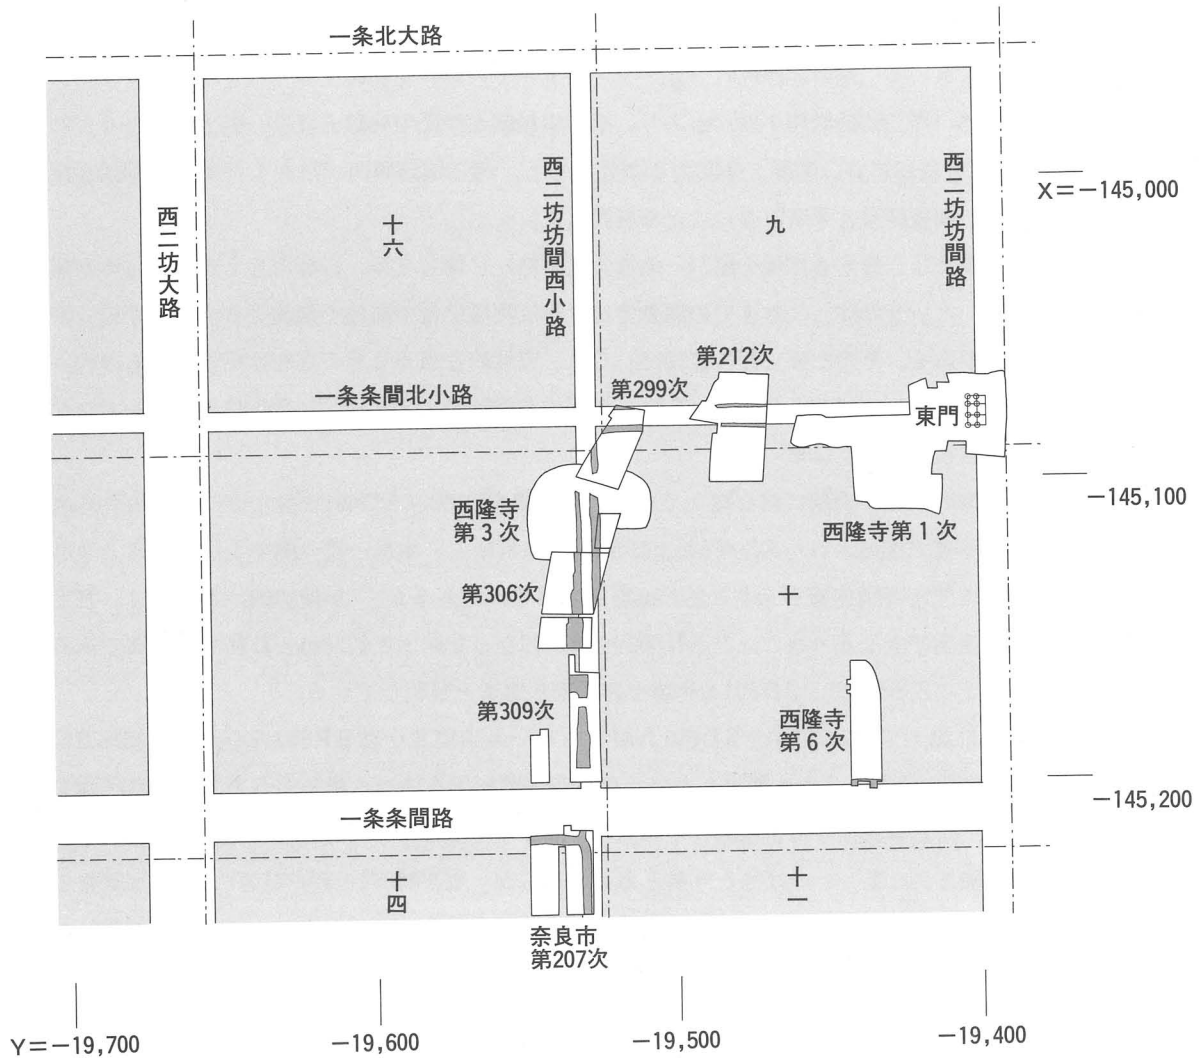 一条北大路
X=-145,000
西二坊坊間路
九
西二坊坊間西小路
十六
西二坊大路
第212次
第299次
一条条間北小路
東門
-145,100
西隆寺
第3次
西隆寺第1次
第306次
十
第309次
西隆寺
第6次
-145,200
一条条間路
十四
十一
奈良市
第207次
Y=-19,700
-19,600
-19,500
-19,400